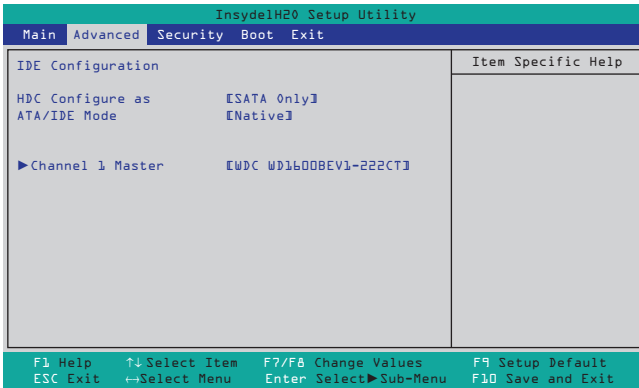 InsydelH20 Setup Utility
Main Advanced Security Boot Exit
IDE Configuration
Item Specific Help
HDC Configure as [SATA Only]
ATA/IDE Mode [Native]
▶Channel 1 Master [WDC WD1600BEV1-222CT]
F1 Help ↑↓Select Item F7/F8 Change Values F9 Setup Default
ESC Exit ↔Select Menu Enter Select▶Sub-Menu F10 Save and Exit